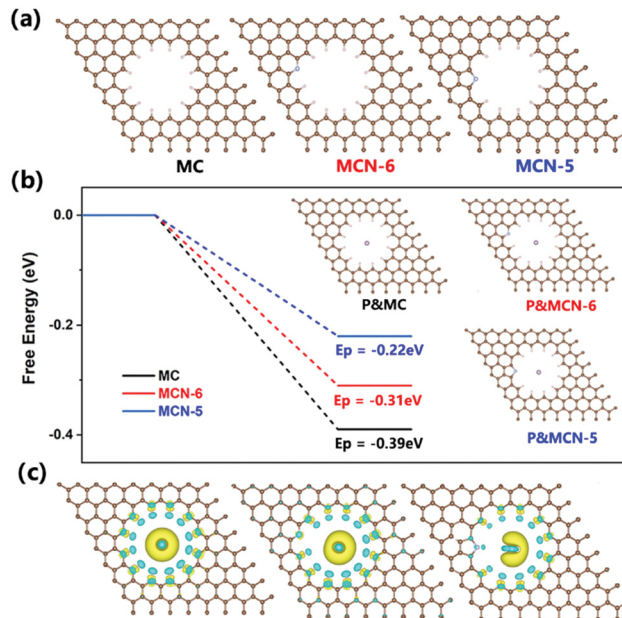 (a)
MC
MCN-6
MCN-5
(b)
0.0
-0.2
-0.4
Free Energy (eV)
P&MC
P&MCN-6
P&MCN-5
Ep = -0.22eV
Ep = -0.31eV
Ep = -0.39eV
MC
MCN-6
MCN-5
(c)